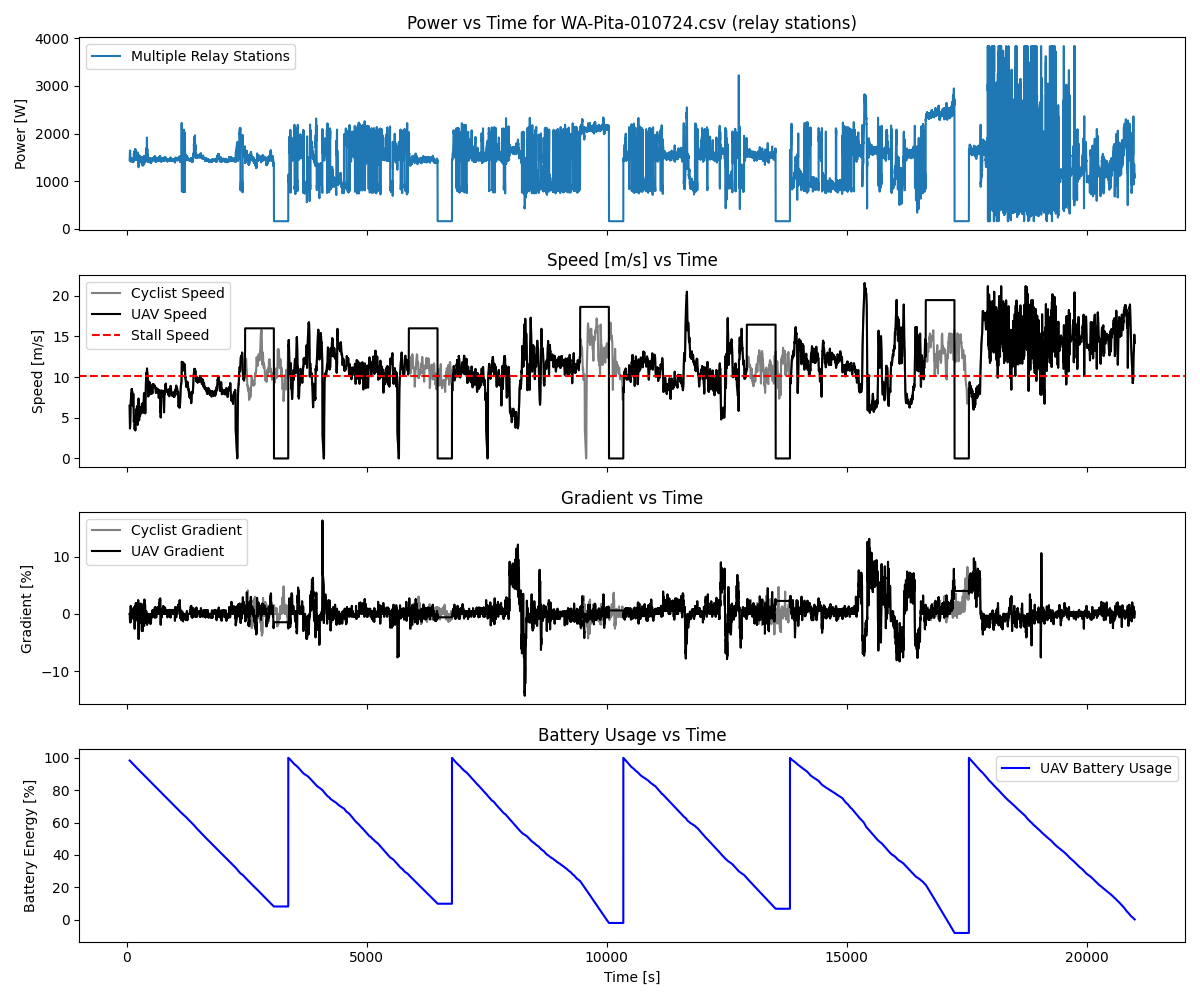 Power vs Time for WA-Pita-010724.csv (relay stations)
4000
3000
2000
1000
0
Power [W]
Multiple Relay Stations
Speed [m/s] vs Time
20
15
10
5
0
Speed [m/s]
Cyclist Speed
UAV Speed
Stall Speed
Gradient vs Time
10
0
−10
Gradient [%]
Cyclist Gradient
UAV Gradient
Battery Usage vs Time
100
80
60
40
20
0
Battery Energy [%]
UAV Battery Usage
0 5000 10000 15000 20000
Time [s]